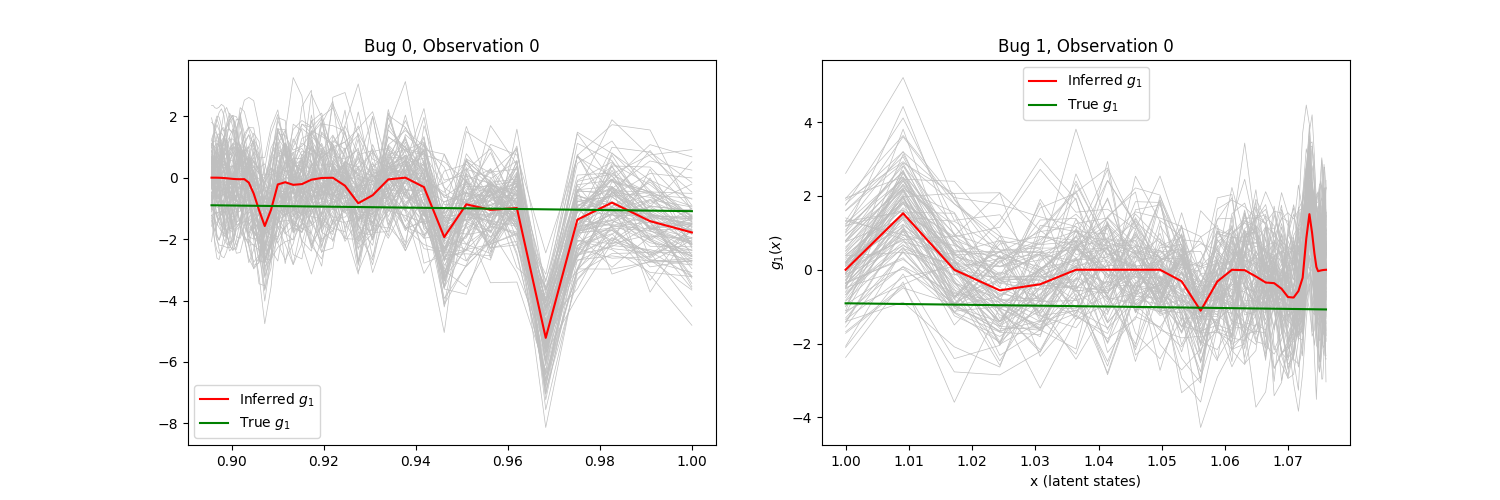 Bug 0, Observation 0
2
0
−2
−4
−6
−8
Inferred g₁
True g₁
0.90 0.92 0.94 0.96 0.98 1.00
Bug 1, Observation 0
Inferred g₁
True g₁
g₁(x)
4
2
0
−2
−4
1.00 1.01 1.02 1.03 1.04 1.05 1.06 1.07
x (latent states)